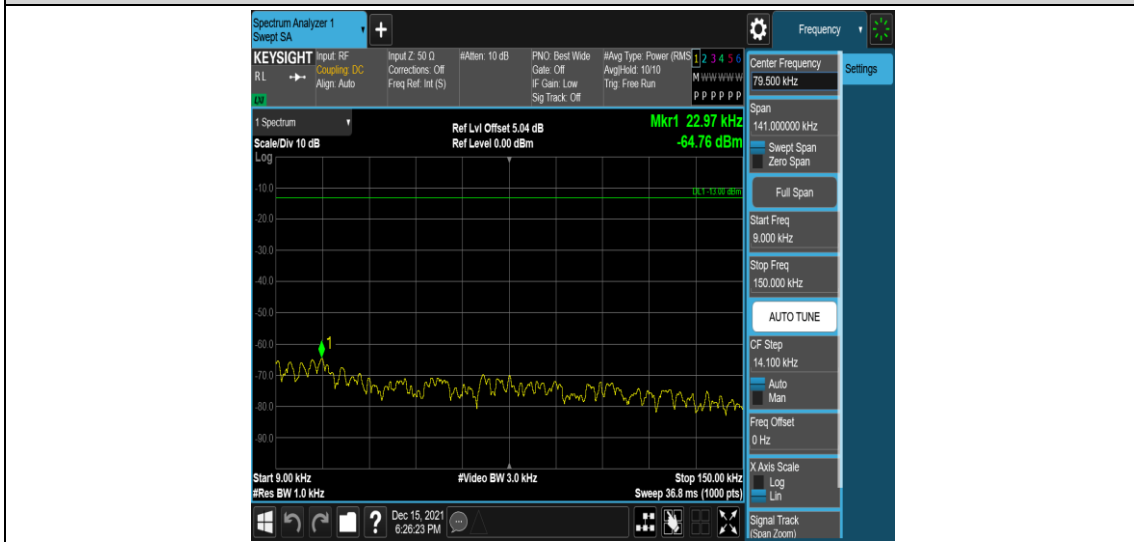 Spectrum Analyzer 1
Swept SA
+
Frequency
KEYSIGHT
RL
LXI
Input: RF
Coupling: DC
Align: Auto
Input Z: 50 Ω
Corrections: Off
Freq Ref: Int (S)
#Atten: 10 dB
PNO: Best Wide
Gate: Off
IF Gain: Low
Sig Track: Off
#Avg Type: Power (RMS
Avg|Hold: 10/10
Trig: Free Run
1 2 3 4 5 6
M W W W W W
P P P P P P
1 Spectrum
Scale/Div 10 dB
Log
Ref Lvl Offset 5.04 dB
Ref Level 0.00 dBm
Mkr1 22.97 kHz
-64.76 dBm
DL1 -13.00 dBm
-10.0
-20.0
-30.0
-40.0
-50.0
-60.0
-70.0
-80.0
-90.0
1
Start 9.00 kHz
#Res BW 1.0 kHz
#Video BW 3.0 kHz
Stop 150.00 kHz
Sweep 36.8 ms (1000 pts)
Dec 15, 2021
6:26:23 PM
?
Center Frequency
79.500 kHz
Settings
Span
141.000000 kHz
Swept Span
Zero Span
Full Span
Start Freq
9.000 kHz
Stop Freq
150.000 kHz
AUTO TUNE
CF Step
14.100 kHz
Auto
Man
Freq Offset
0 Hz
X Axis Scale
Log
Lin
Signal Track
(Span Zoom)